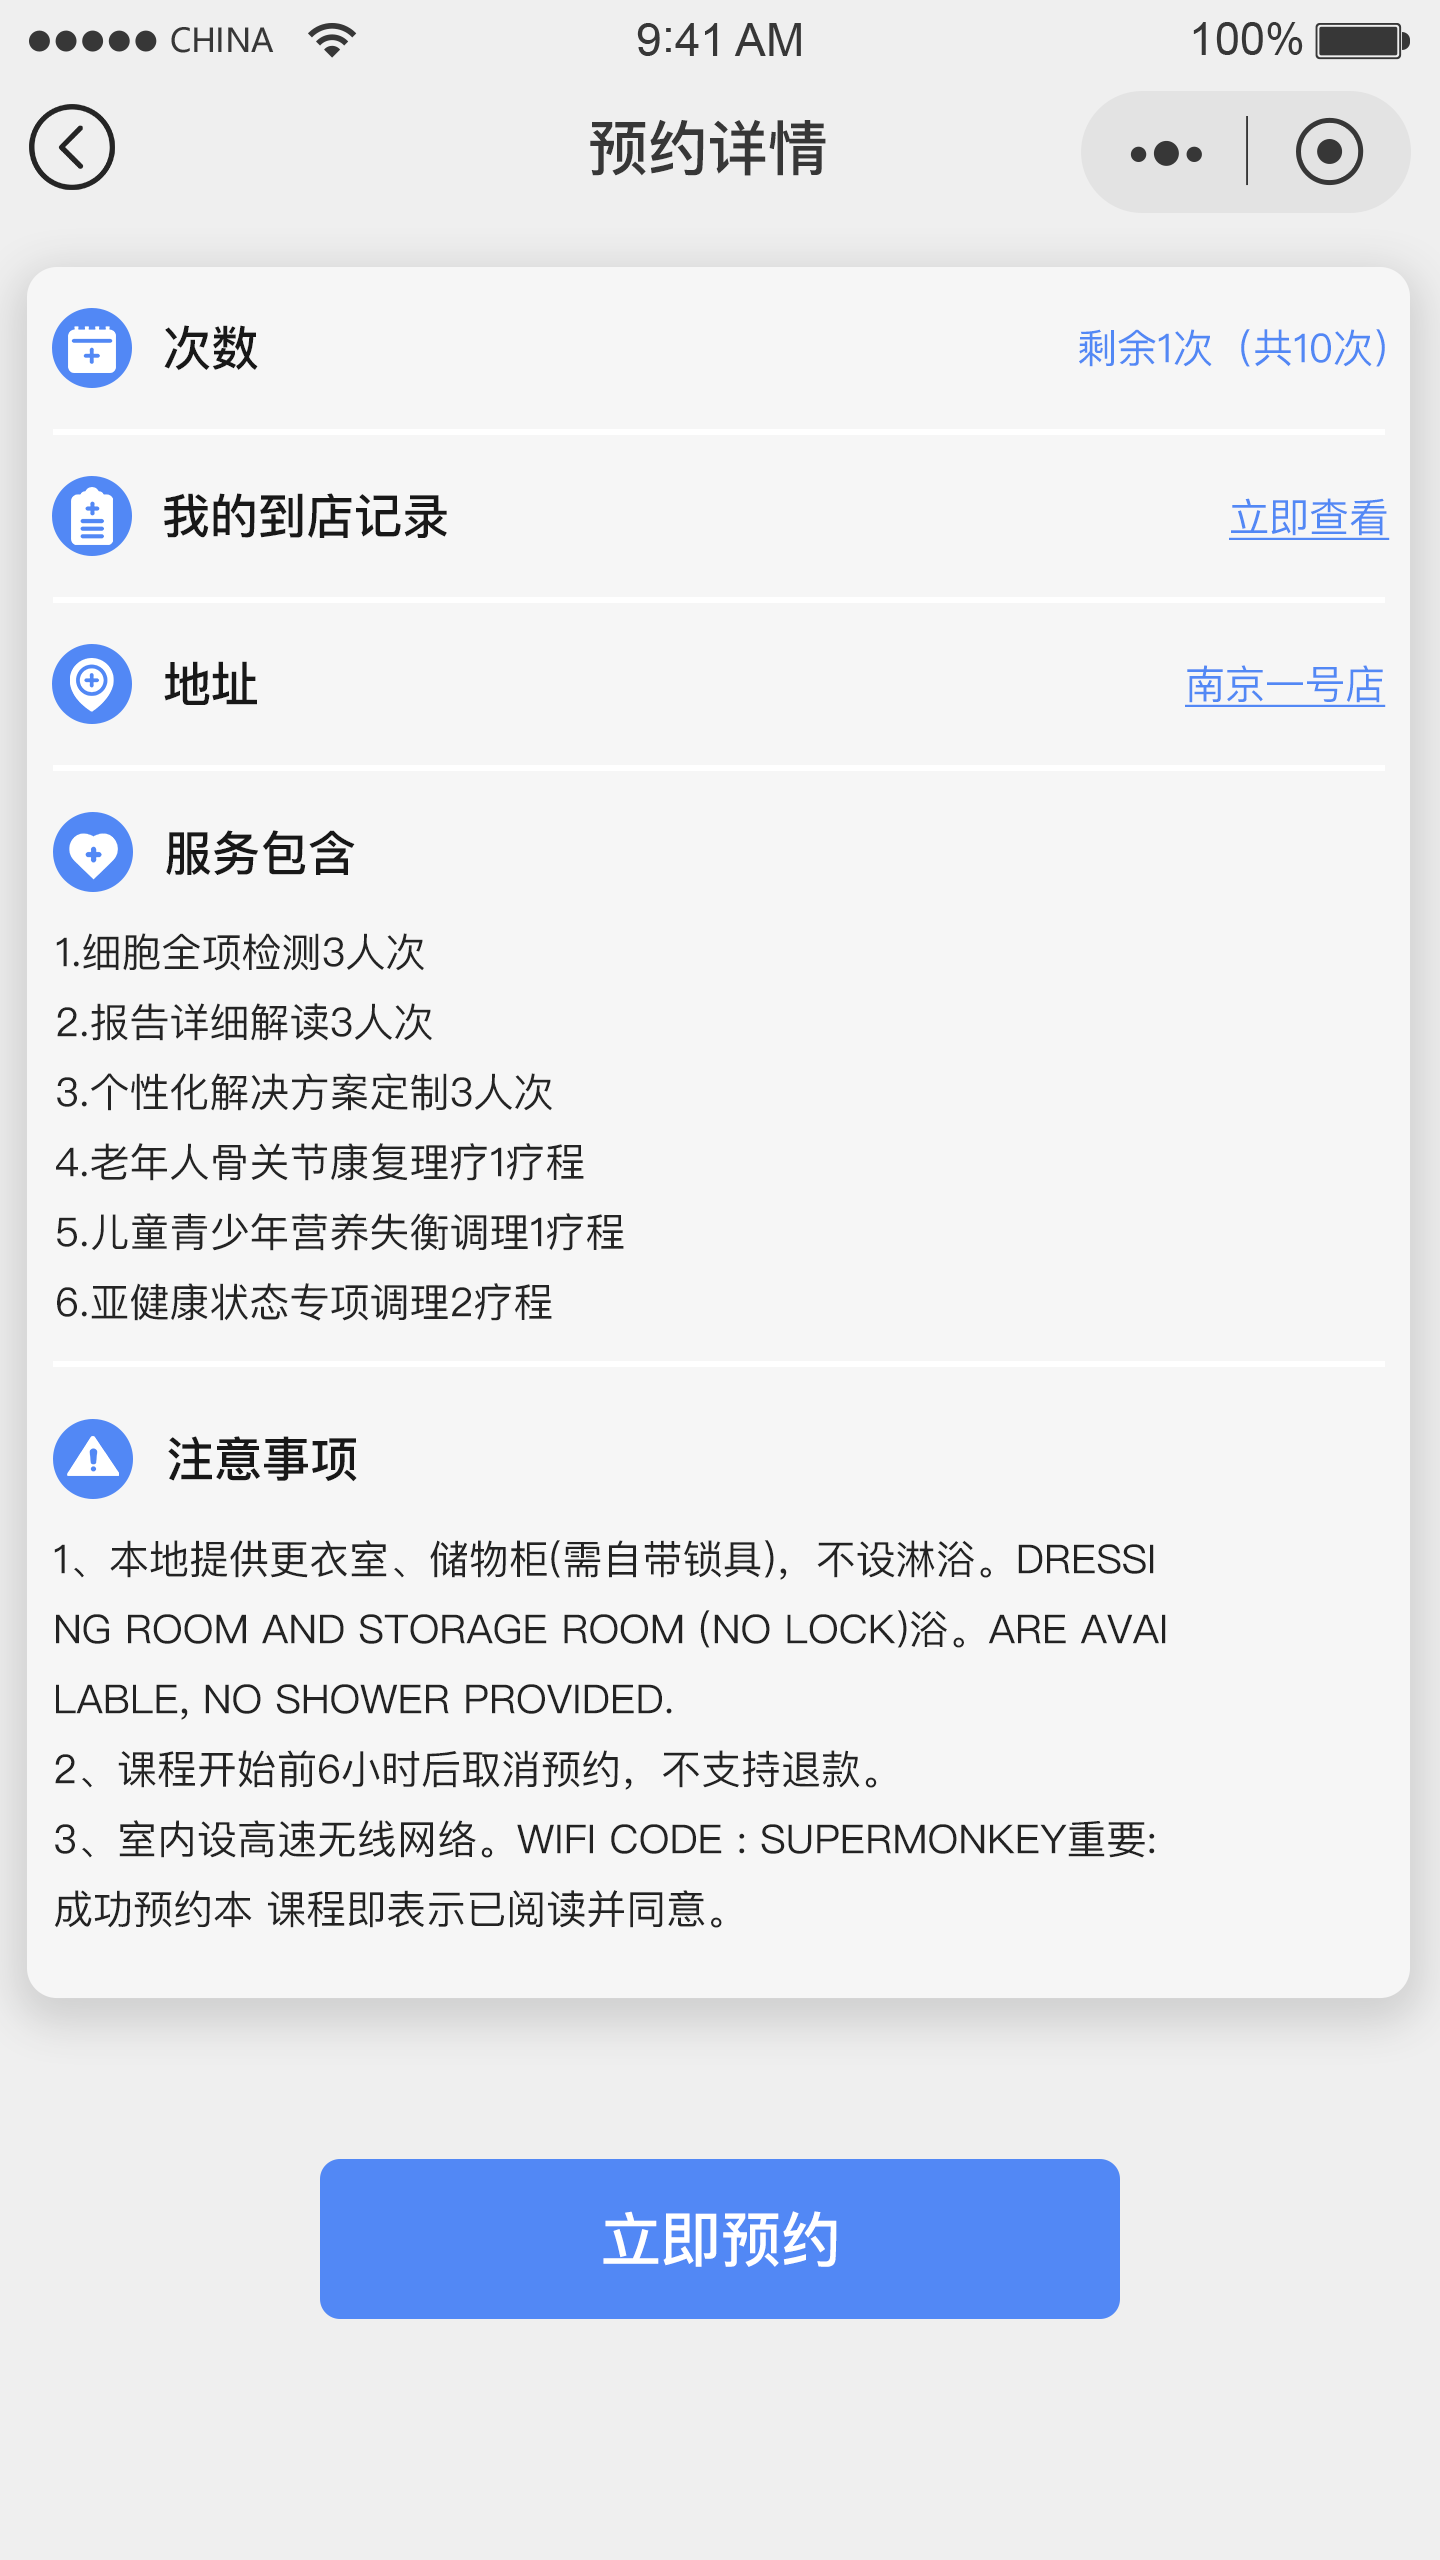 CHINA 9:41 AM 100%
预约详情
次数 剩余1次（共10次）
我的到店记录 立即查看
地址 南京一号店
服务包含
1.细胞全项检测3人次
2.报告详细解读3人次
3.个性化解决方案定制3人次
4.老年人骨关节康复理疗1疗程
5.儿童青少年营养失衡调理1疗程
6.亚健康状态专项调理2疗程
注意事项
1、本地提供更衣室、储物柜(需自带锁具)，不设淋浴。DRESSI
NG ROOM AND STORAGE ROOM (NO LOCK)浴。ARE AVAI
LABLE, NO SHOWER PROVIDED.
2、课程开始前6小时后取消预约，不支持退款。
3、室内设高速无线网络。WIFI CODE : SUPERMONKEY重要:
成功预约本 课程即表示已阅读并同意。
立即预约